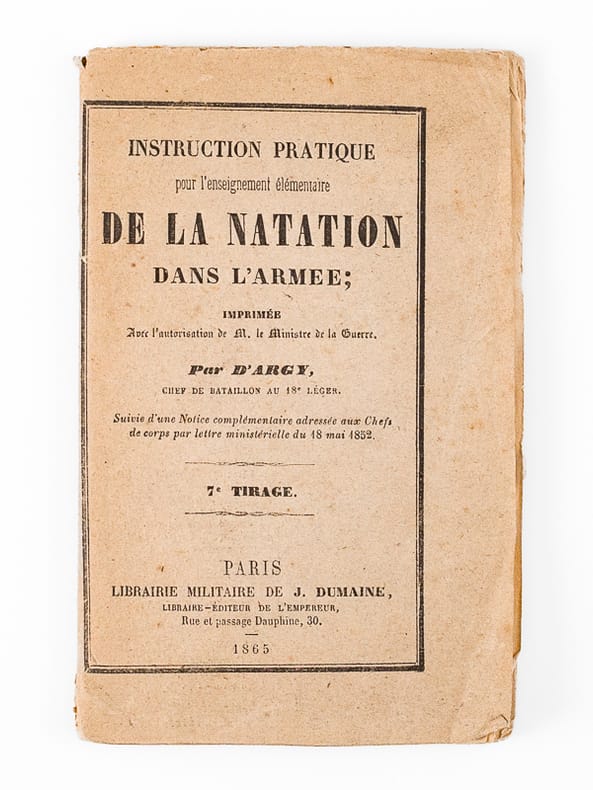 INSTRUCTION PRATIQUE
pour l'enseignement élémentaire
DE LA NATATION
DANS L'ARMEE;
IMPRIMÉE
Avec l'autorisation de M. le Ministre de la Guerre.
Par D'ARGY,
CHEF DE BATAILLON AU 18e LÉGER.
Suivie d'une Notice complémentaire adressée aux Chefs
de corps par lettre ministérielle du 18 mai 1852.
7e TIRAGE.
PARIS
LIBRAIRIE MILITAIRE DE J. DUMAINE,
LIBRAIRE-ÉDITEUR DE L'EMPEREUR,
Rue et passage Dauphine, 30.
1865